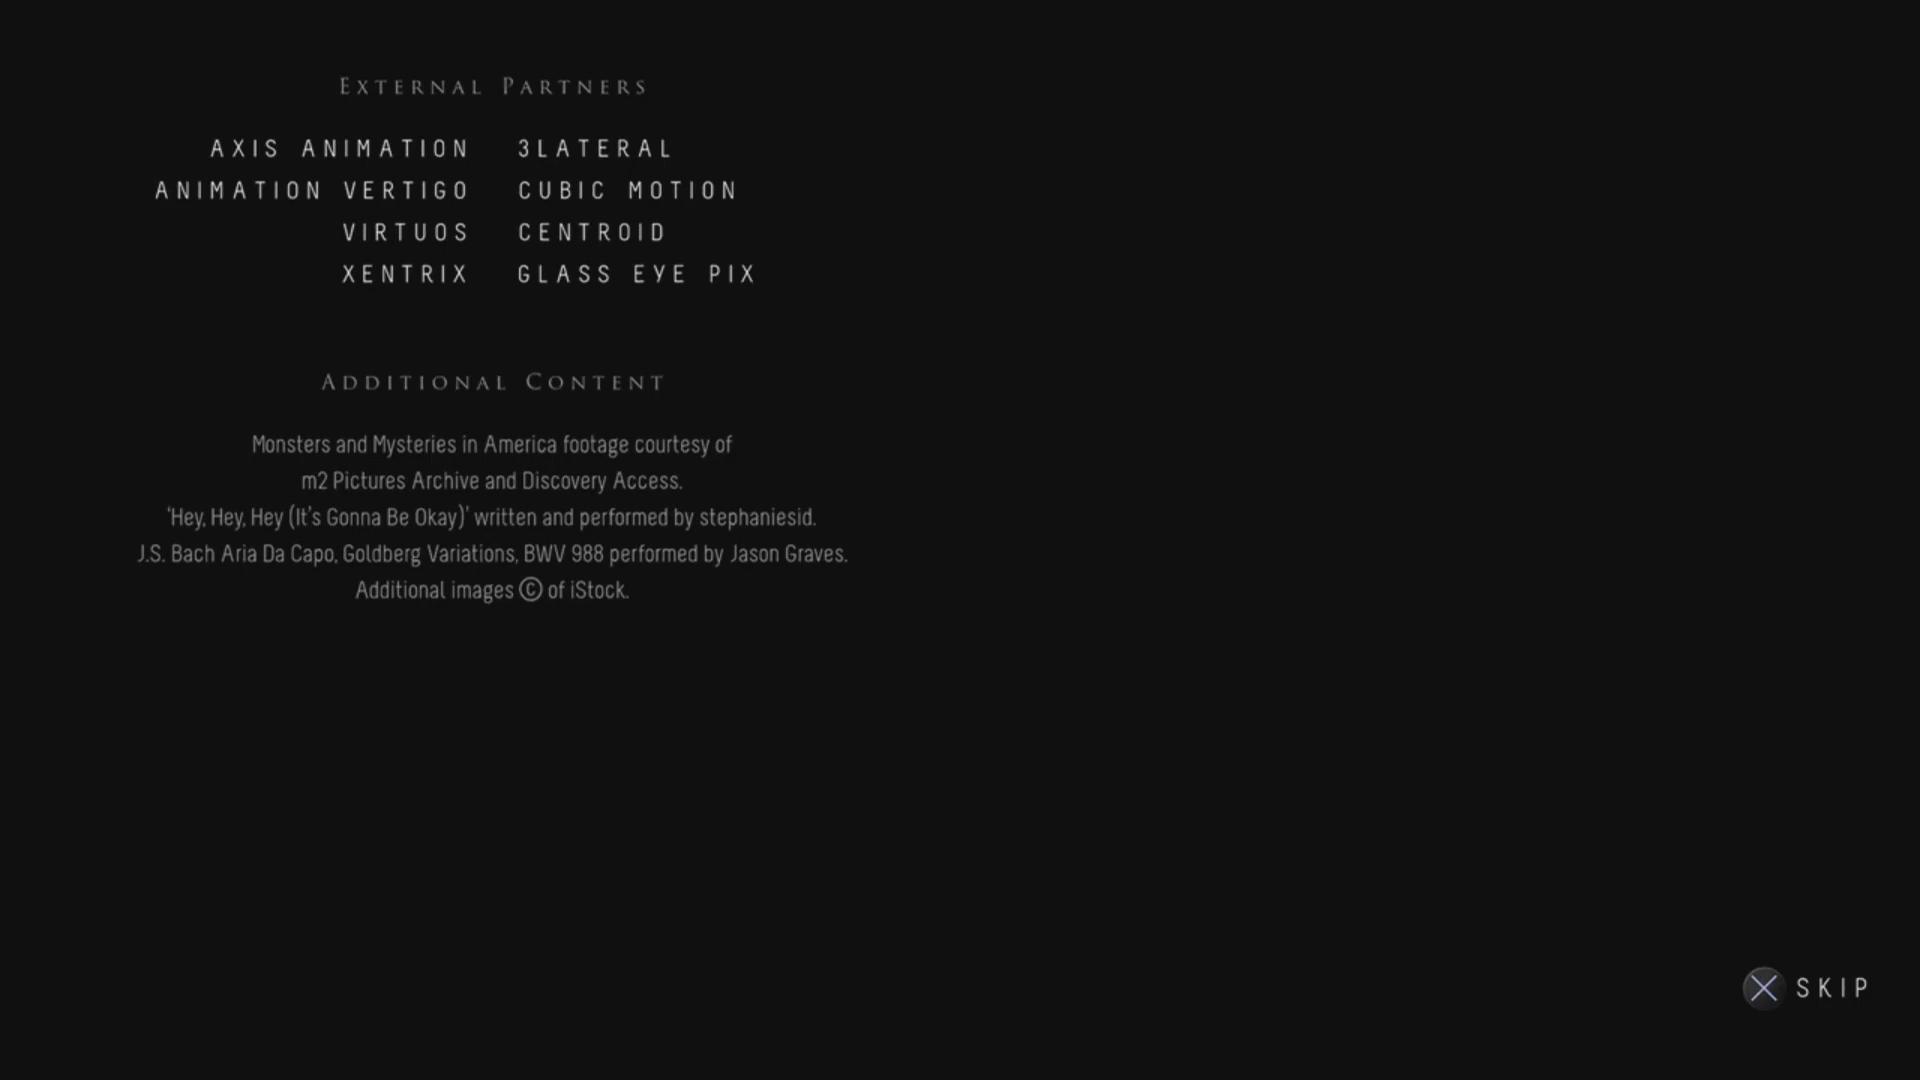 External Partners
AXIS ANIMATION 3LATERAL
ANIMATION VERTIGO CUBIC MOTION
VIRTUOS CENTROID
XENTRIX GLASS EYE PIX
Additional Content
Monsters and Mysteries in America footage courtesy of
m2 Pictures Archive and Discovery Access.
‘Hey, Hey, Hey (It’s Gonna Be Okay)’ written and performed by stephaniesid.
J.S. Bach Aria Da Capo, Goldberg Variations, BWV 988 performed by Jason Graves.
Additional images © of iStock.
SKIP